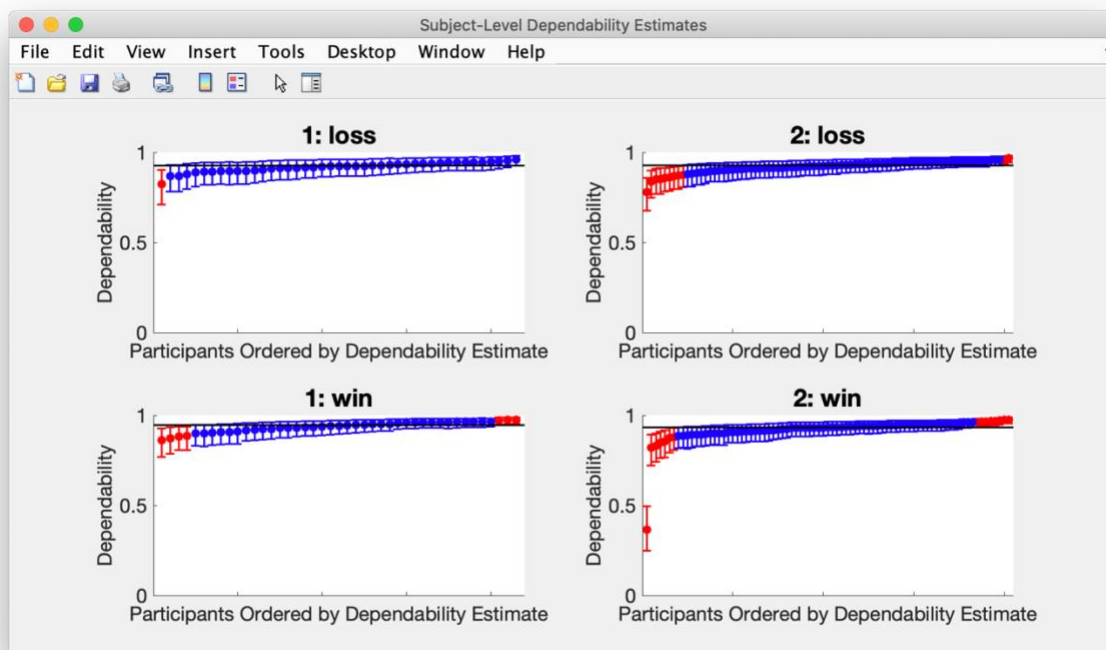 Subject-Level Dependability Estimates
File Edit View Insert Tools Desktop Window Help
1: loss
1
0.5
0
Dependability
Participants Ordered by Dependability Estimate
2: loss
1
0.5
0
Dependability
Participants Ordered by Dependability Estimate
1: win
1
0.5
0
Dependability
Participants Ordered by Dependability Estimate
2: win
1
0.5
0
Dependability
Participants Ordered by Dependability Estimate